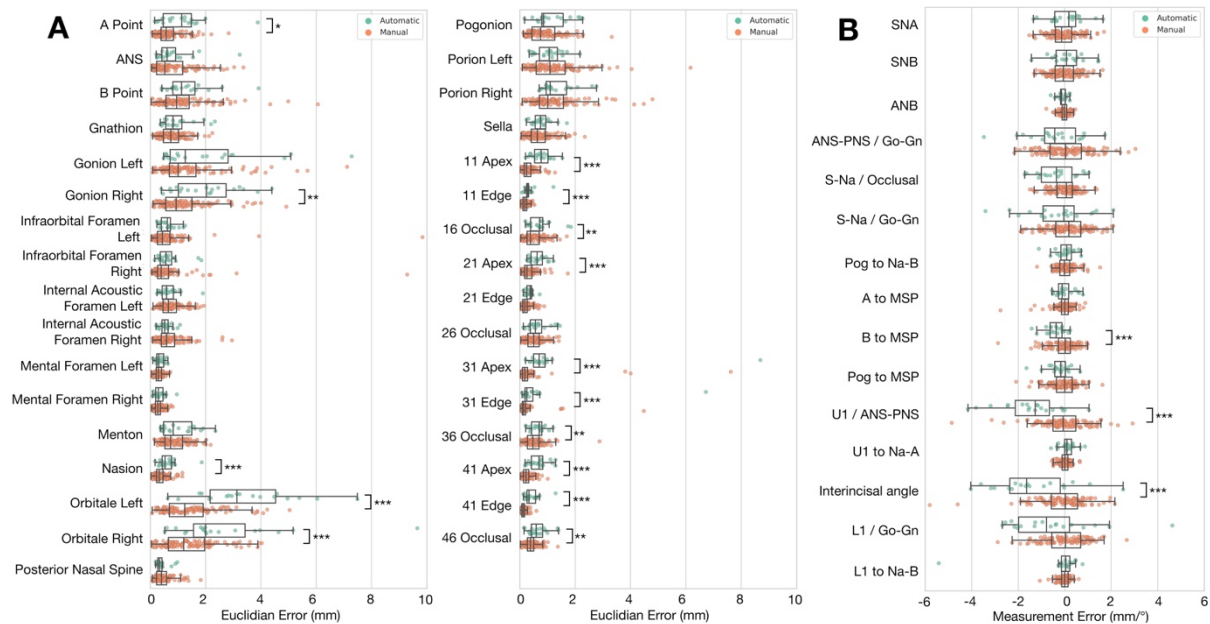 A
Automatic
Manual
A Point
*
ANS
B Point
Gnathion
Gonion Left
Gonion Right
**
Infraorbital Foramen
Left
Infraorbital Foramen
Right
Internal Acoustic
Foramen Left
Internal Acoustic
Foramen Right
Mental Foramen Left
Mental Foramen Right
Menton
Nasion
***
Orbitale Left
***
Orbitale Right
***
Posterior Nasal Spine
0 2 4 6 8 10
Euclidian Error (mm)
Automatic
Manual
Pogonion
Porion Left
Porion Right
Sella
11 Apex
***
11 Edge
***
16 Occlusal
**
21 Apex
***
21 Edge
26 Occlusal
31 Apex
***
31 Edge
***
36 Occlusal
**
41 Apex
***
41 Edge
***
46 Occlusal
**
0 2 4 6 8 10
Euclidian Error (mm)
B
Automatic
Manual
SNA
SNB
ANB
ANS-PNS / Go-Gn
S-Na / Occlusal
S-Na / Go-Gn
Pog to Na-B
A to MSP
B to MSP
***
Pog to MSP
U1 / ANS-PNS
***
U1 to Na-A
Interincisal angle
***
L1 / Go-Gn
L1 to Na-B
-6 -4 -2 0 2 4 6
Measurement Error (mm/°)